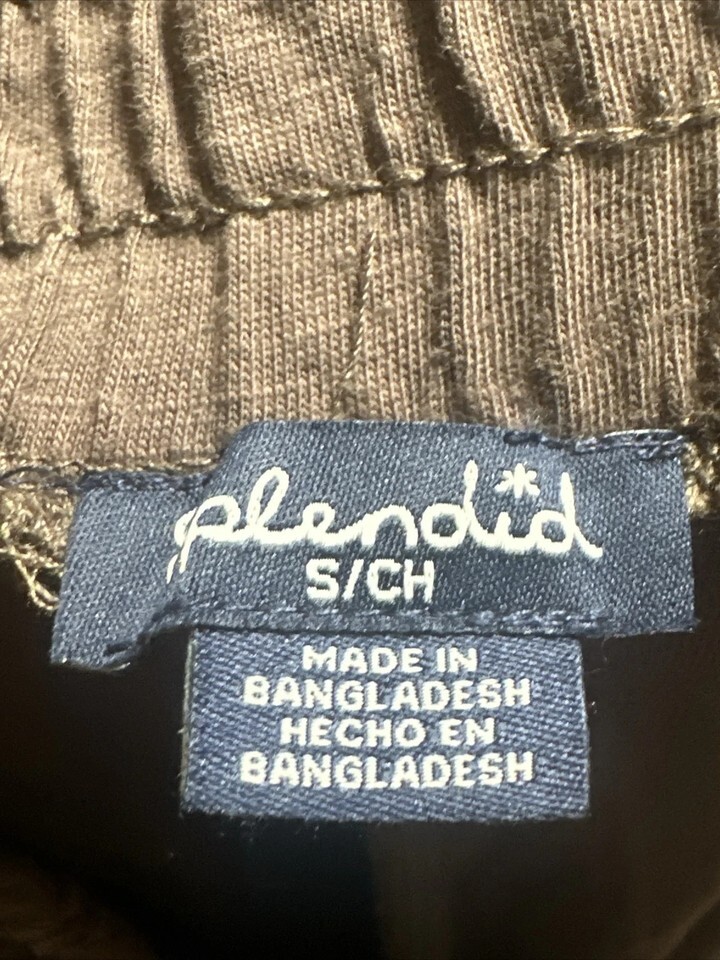 splendid
S/CH
MADE IN
BANGLADESH
HECHO EN
BANGLADESH